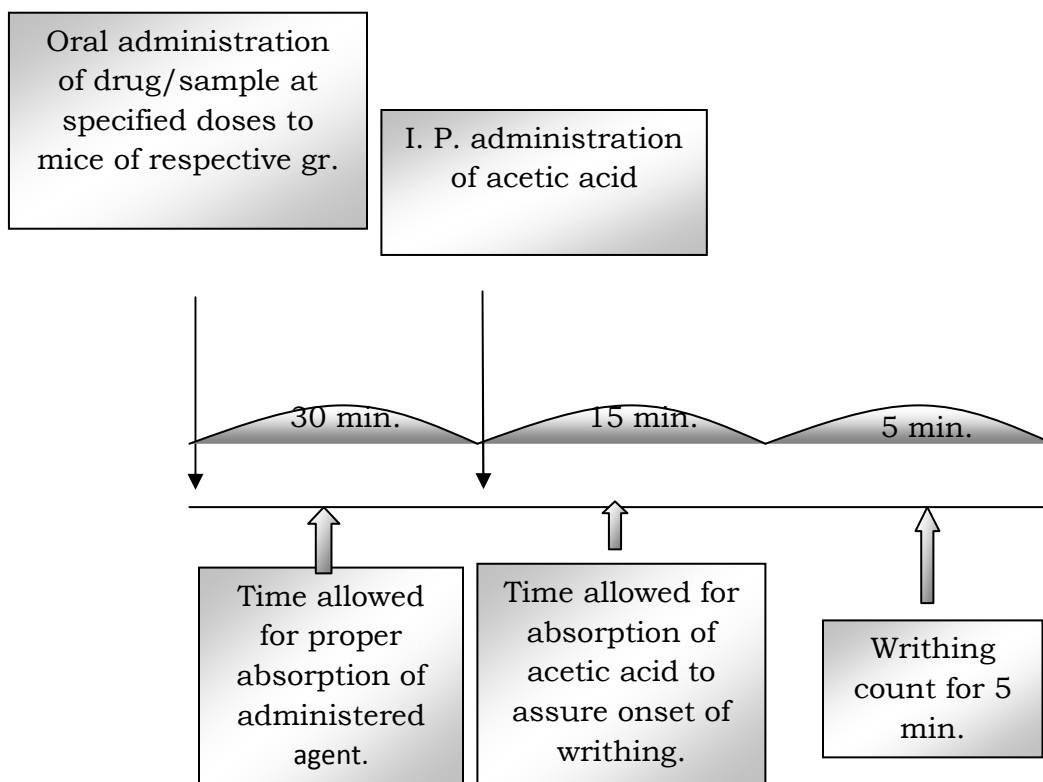 Oral administration
of drug/sample at
specified doses to
mice of respective gr.
I. P. administration
of acetic acid
30 min.
15 min.
5 min.
Time allowed
for proper
absorption of
administered
agent.
Time allowed for
absorption of
acetic acid to
assure onset of
writhing.
Writhing
count for 5
min.